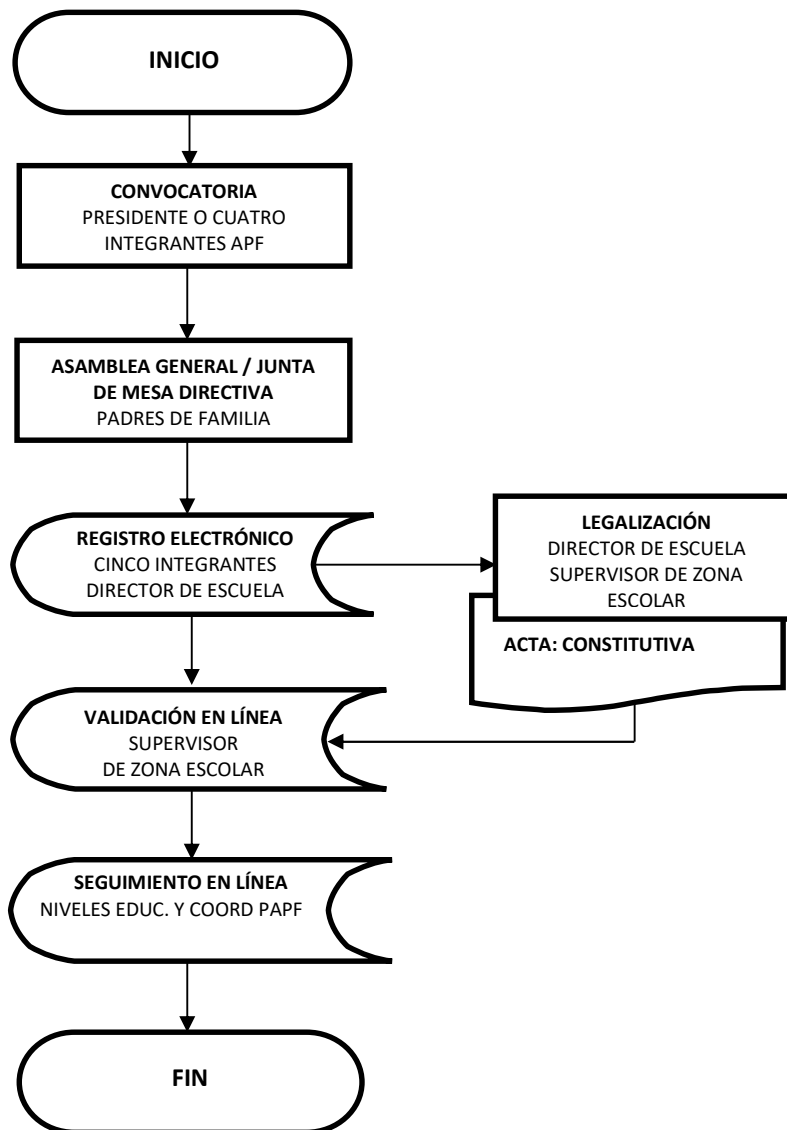 INICIO
CONVOCATORIA
PRESIDENTE O CUATRO
INTEGRANTES APF
ASAMBLEA GENERAL / JUNTA
DE MESA DIRECTIVA
PADRES DE FAMILIA
REGISTRO ELECTRÓNICO
CINCO INTEGRANTES
DIRECTOR DE ESCUELA
LEGALIZACIÓN
DIRECTOR DE ESCUELA
SUPERVISOR DE ZONA
ESCOLAR
ACTA: CONSTITUTIVA
VALIDACIÓN EN LÍNEA
SUPERVISOR
DE ZONA ESCOLAR
SEGUIMIENTO EN LÍNEA
NIVELES EDUC. Y COORD PAPF
FIN